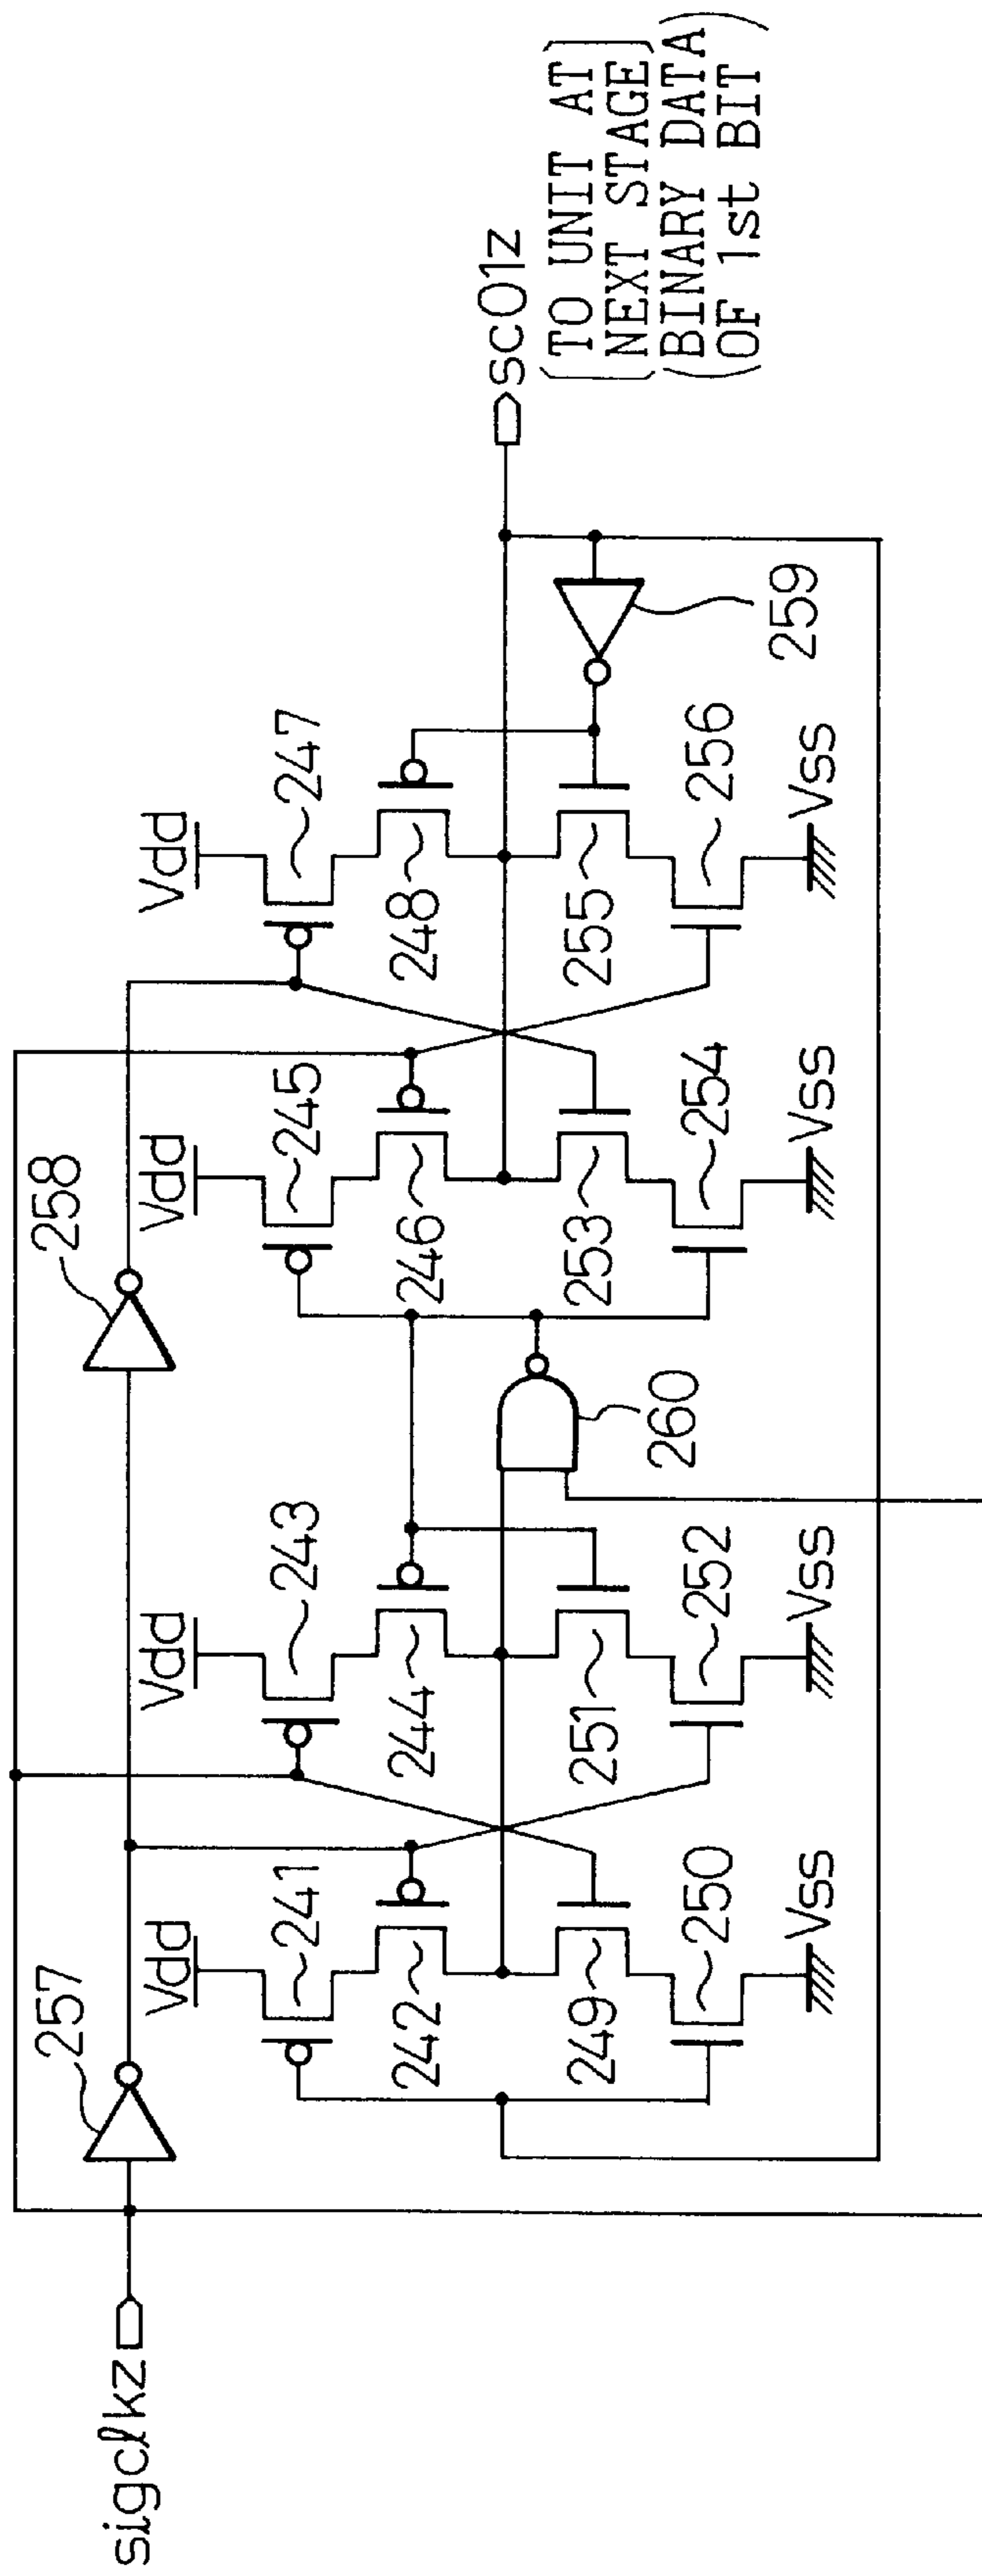 sigclkz
257
258
Vdd
241
242
249
250
Vss
Vdd
243
244
251
252
Vss
260
Vdd
245
246
253
254
Vss
Vdd
247
248
255
256
Vss
259
sc01z
(TO UNIT AT
NEXT STAGE)
(BINARY DATA
OF 1st BIT)